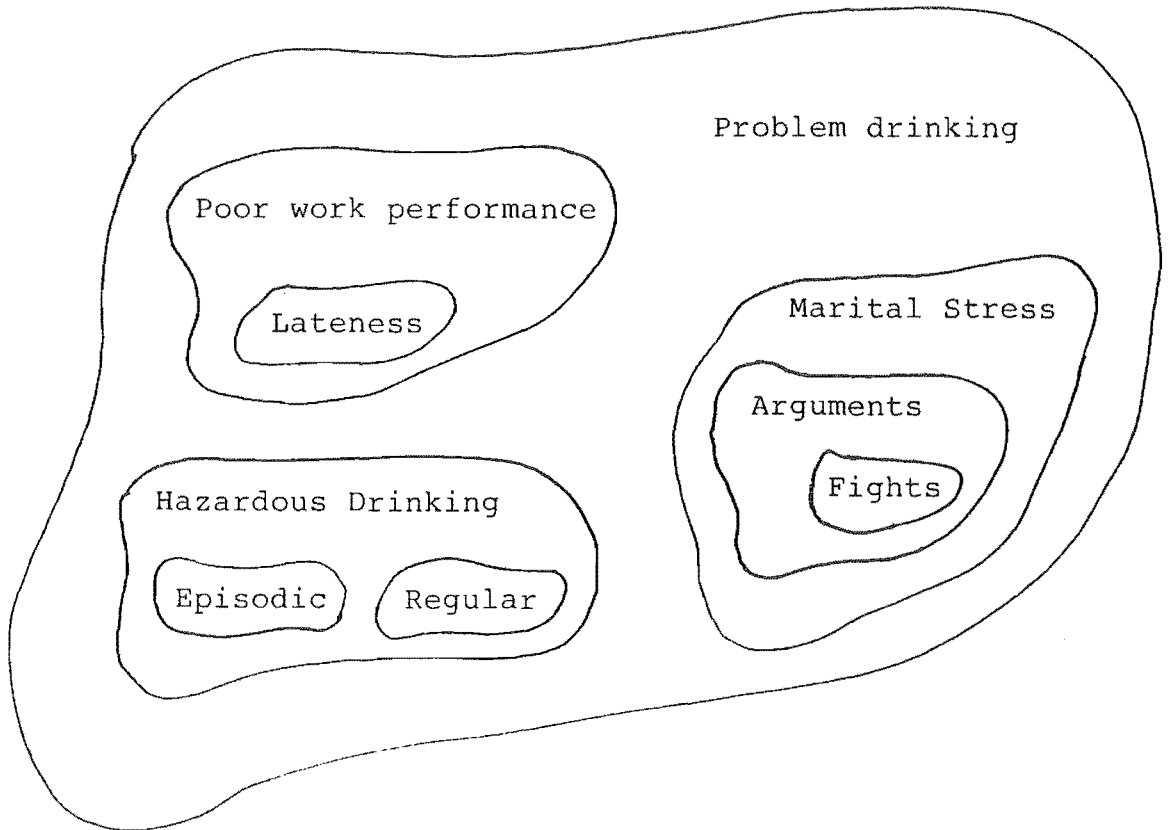 Problem drinking
Poor work performance
Lateness
Marital Stress
Arguments
Fights
Hazardous Drinking
Episodic
Regular